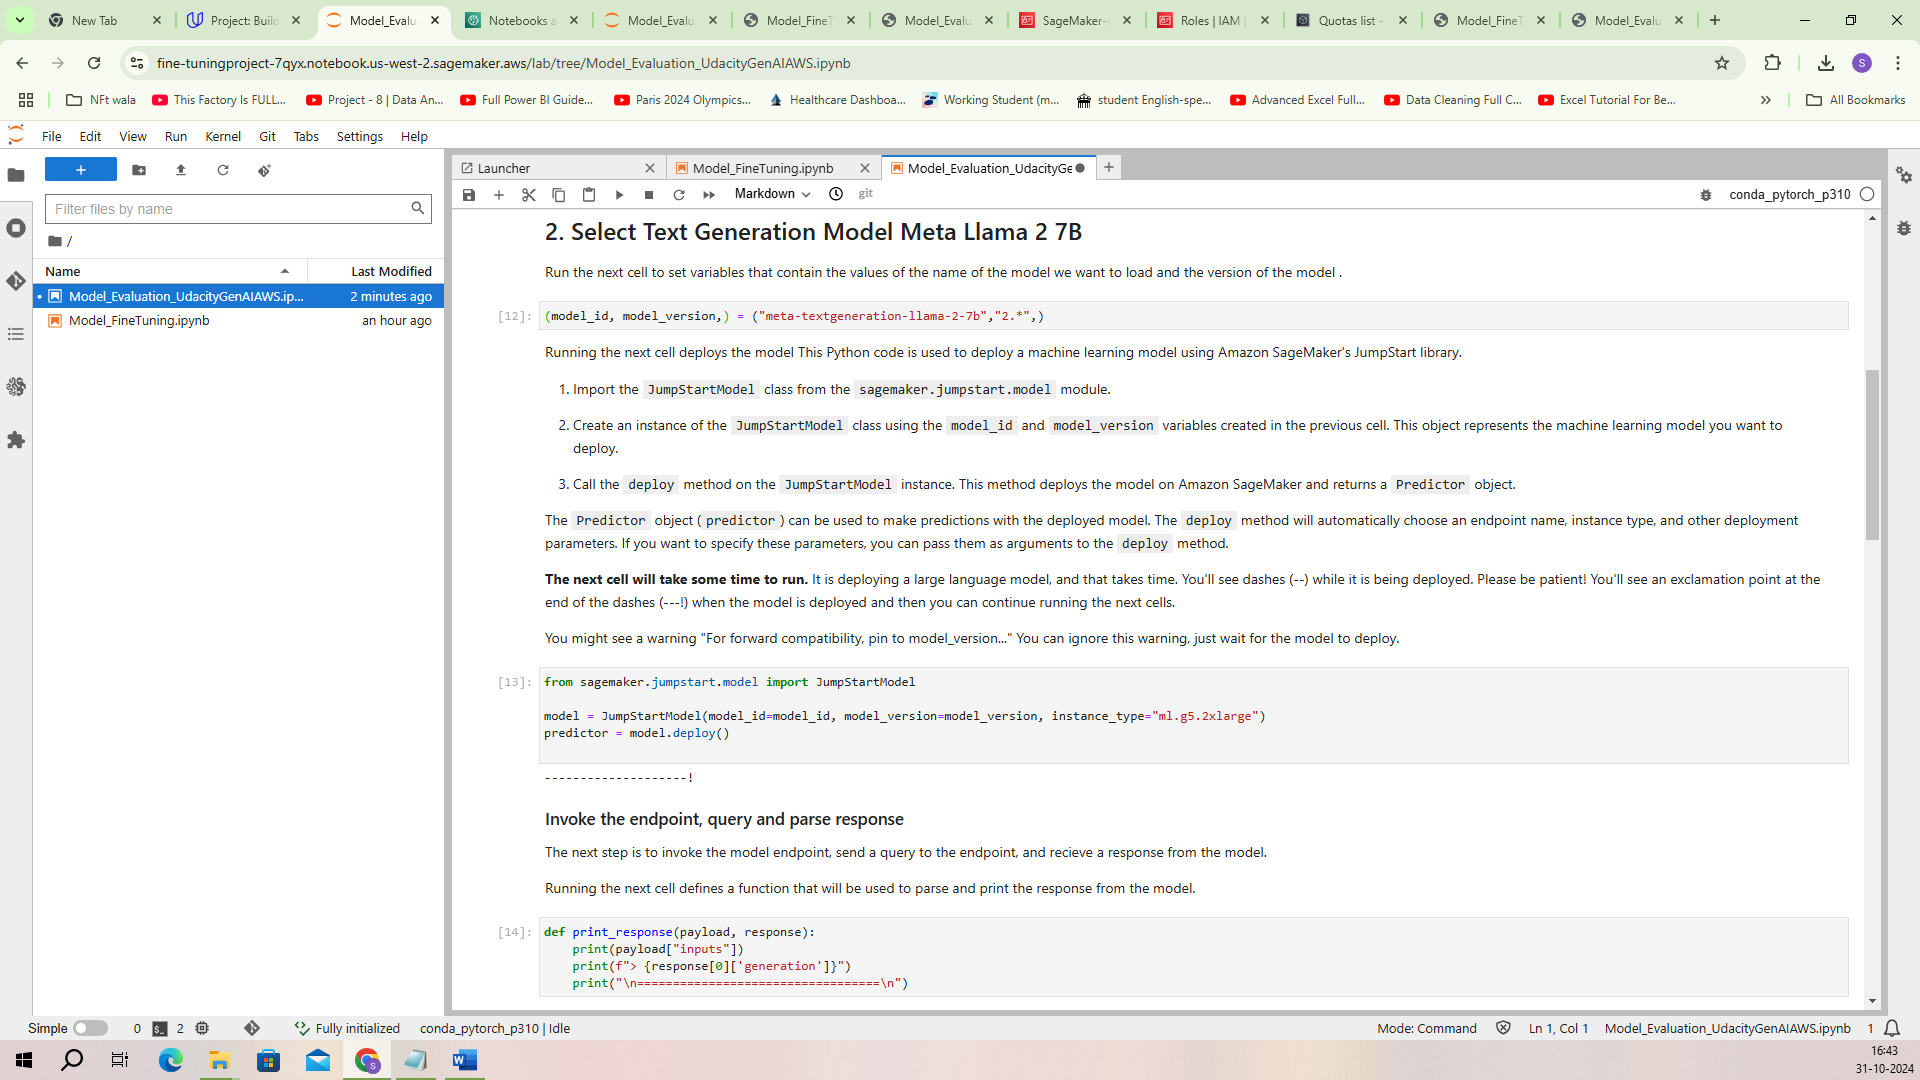 New Tab
Project: Build
Model_Evalu
Notebooks a
Model_Evalu
Model_FineT
Model_Evalu
SageMaker-
Roles | IAM |
Quotas list -
Model_FineT
Model_Evalu
fine-tuningproject-7qyx.notebook.us-west-2.sagemaker.aws/lab/tree/Model_Evaluation_UdacityGenAIAWS.ipynb
S
NFt wala
This Factory Is FULL...
Project - 8 | Data An...
Full Power BI Guide...
Paris 2024 Olympics...
Healthcare Dashboa...
Working Student (m...
student English-spe...
Advanced Excel Full...
Data Cleaning Full C...
Excel Tutorial For Be...
All Bookmarks
File Edit View Run Kernel Git Tabs Settings Help
Filter files by name
/
Name Last Modified
Model_Evaluation_UdacityGenAIAWS.ip... 2 minutes ago
Model_FineTuning.ipynb an hour ago
Launcher
Model_FineTuning.ipynb
Model_Evaluation_UdacityGe
Markdown
git
conda_pytorch_p310
2. Select Text Generation Model Meta Llama 2 7B
Run the next cell to set variables that contain the values of the name of the model we want to load and the version of the model .
[12]: (model_id, model_version,) = ("meta-textgeneration-llama-2-7b","2.*",)
Running the next cell deploys the model This Python code is used to deploy a machine learning model using Amazon SageMaker's JumpStart library.
1. Import the JumpStartModel class from the sagemaker.jumpstart.model module.
2. Create an instance of the JumpStartModel class using the model_id and model_version variables created in the previous cell. This object represents the machine learning model you want to
deploy.
3. Call the deploy method on the JumpStartModel instance. This method deploys the model on Amazon SageMaker and returns a Predictor object.
The Predictor object (predictor) can be used to make predictions with the deployed model. The deploy method will automatically choose an endpoint name, instance type, and other deployment
parameters. If you want to specify these parameters, you can pass them as arguments to the deploy method.
The next cell will take some time to run. It is deploying a large language model, and that takes time. You'll see dashes (--) while it is being deployed. Please be patient! You'll see an exclamation point at the
end of the dashes (---!) when the model is deployed and then you can continue running the next cells.
You might see a warning "For forward compatibility, pin to model_version..." You can ignore this warning, just wait for the model to deploy.
[13]: from sagemaker.jumpstart.model import JumpStartModel
model = JumpStartModel(model_id=model_id, model_version=model_version, instance_type="ml.g5.2xlarge")
predictor = model.deploy()
--------------------!
Invoke the endpoint, query and parse response
The next step is to invoke the model endpoint, send a query to the endpoint, and recieve a response from the model.
Running the next cell defines a function that will be used to parse and print the response from the model.
[14]: def print_response(payload, response):
print(payload["inputs"])
print(f"> {response[0]['generation']}")
print("\n==================================\n")
Simple 0 2 Fully initialized conda_pytorch_p310 | Idle Mode: Command Ln 1, Col 1 Model_Evaluation_UdacityGenAIAWS.ipynb 1
16:43
31-10-2024